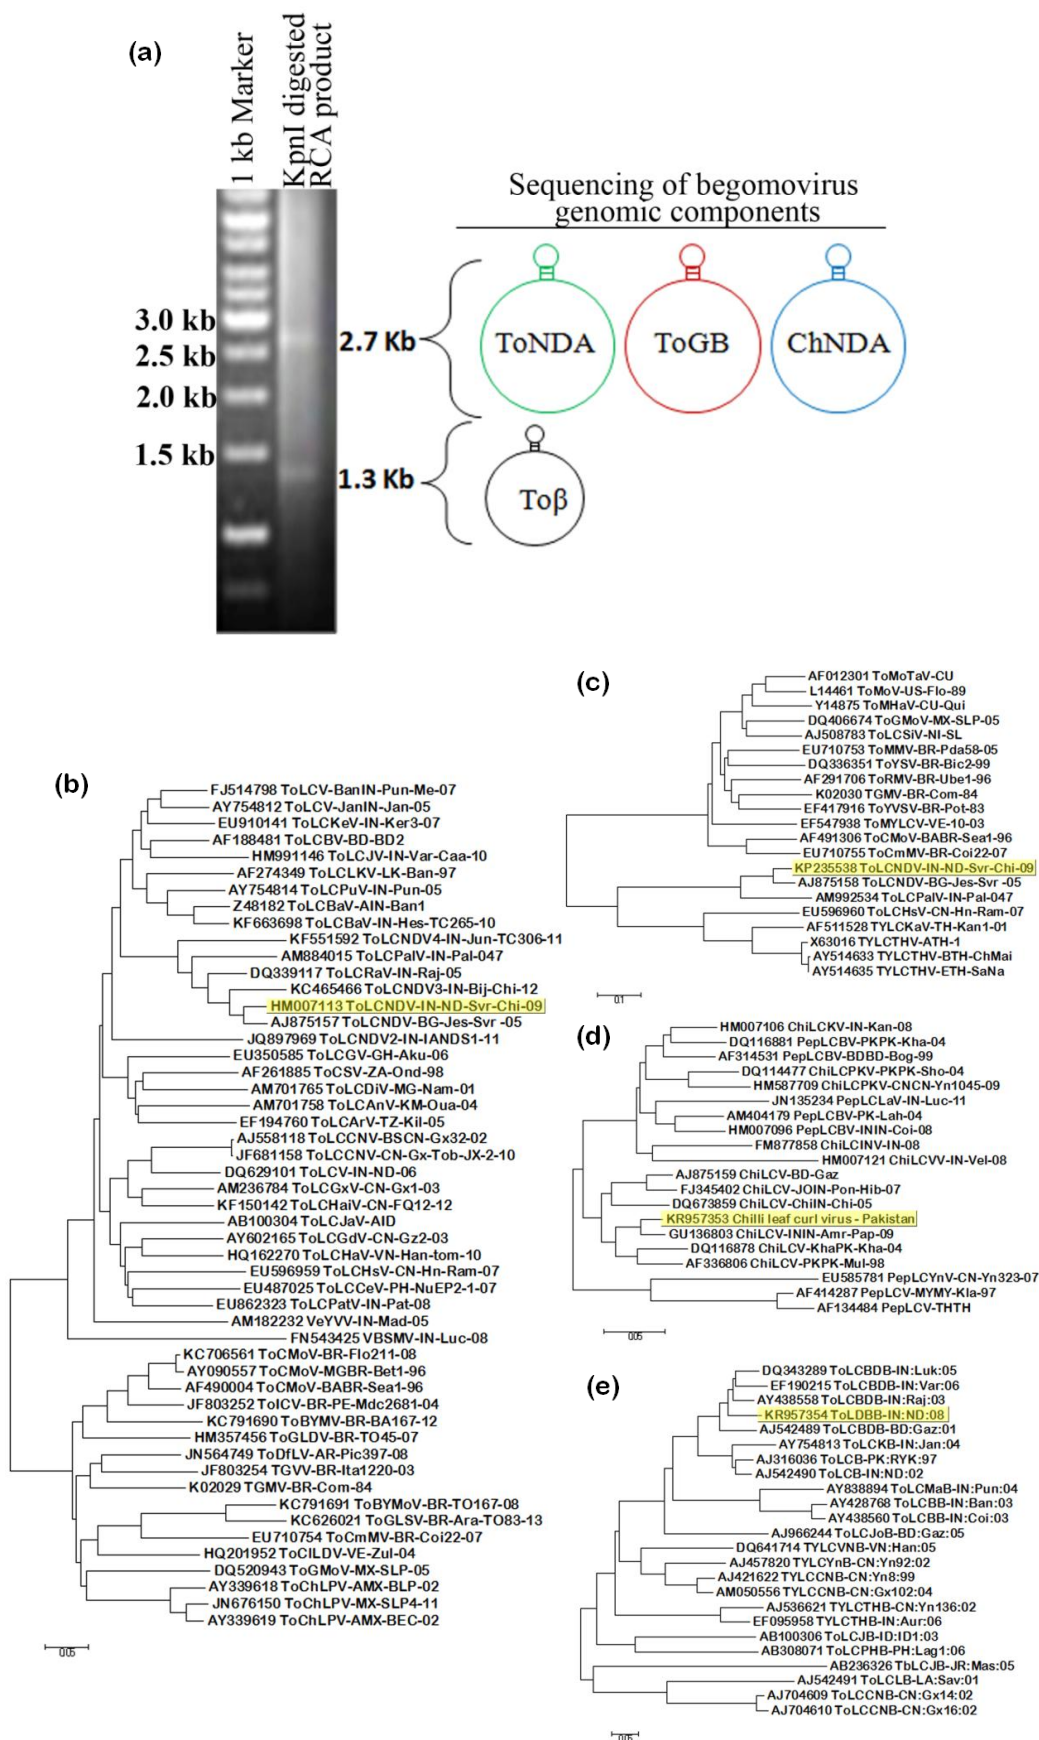 (a)
1 kb Marker
KpnI digested
RCA product
Sequencing of begomovirus
genomic components
3.0 kb
2.5 kb
2.0 kb
1.5 kb
2.7 Kb
1.3 Kb
ToNDA
ToGB
ChNDA
Toβ
(b)
FJ514798 ToLCV-BanIN-Pun-Me-07
AY754812 ToLCV-JanIN-Jan-05
EU910141 ToLCKeV-IN-Ker3-07
AF188481 ToLCBV-BD-BD2
HM991146 ToLCJV-IN-Var-Caa-10
AF274349 ToLCLKV-LK-Ban-97
AY754814 ToLCPuV-IN-Pun-05
Z48182 ToLCBaV-AIN-Ban1
KF663698 ToLCBaV-IN-Hes-TC265-10
KF551592 ToLCNDV4-IN-Jun-TC306-11
AM884015 ToLCPalV-IN-Pal-047
DQ339117 ToLCRaV-IN-Raj-05
KC465466 ToLCNDV3-IN-Bij-Chi-12
HM007113 ToLCNDV-IN-ND-Svr-Chi-09
AJ875157 ToLCNDV-BG-Jes-Svr -05
JQ897969 ToLCNDV2-IN-IANDS1-11
EU350585 ToLCGV-GH-Aku-06
AF261885 ToCSV-ZA-Ond-98
AM701765 ToLCDiV-MG-Nam-01
AM701758 ToLCAnV-KM-Oua-04
EF194760 ToLCArV-TZ-Kil-05
AJ558118 ToLCCNV-BSCN-Gx32-02
JF681158 ToLCCNV-CN-Gx-Tob-JX-2-10
DQ629101 ToLCV-IN-ND-06
AM236784 ToLCGxV-CN-Gx1-03
KF150142 ToLCHaiV-CN-FQ12-12
AB100304 ToLCJaV-AID
AY602165 ToLCGdV-CN-Gz2-03
HQ162270 ToLCHaV-VN-Han-tom-10
EU596959 ToLCHsV-CN-Hn-Ram-07
EU487025 ToLCCeV-PH-NuEP2-1-07
EU862323 ToLCPatV-IN-Pat-08
AM182232 VeYVV-IN-Mad-05
FN543425 VBSMV-IN-Luc-08
KC706561 ToCMoV-BR-Flo211-08
AY090557 ToCMoV-MGBR-Bet1-96
AF490004 ToCMoV-BABR-Sea1-96
JF803252 ToICV-BR-PE-Mdc2681-04
KC791690 ToBYMV-BR-BA167-12
HM357456 ToGLDV-BR-TO45-07
JN564749 ToDfLV-AR-Pic397-08
JF803254 TGVV-BR-Ita1220-03
K02029 TGMV-BR-Com-84
KC791691 ToBYMoV-BR-TO167-08
KC626021 ToGLSV-BR-Ara-TO83-13
EU710754 ToCmMV-BR-Coi22-07
HQ201952 ToClLDV-VE-Zul-04
DQ520943 ToGMoV-MX-SLP-05
AY339618 ToChLPV-AMX-BLP-02
JN676150 ToChLPV-MX-SLP4-11
AY339619 ToChLPV-AMX-BEC-02
0.05
(c)
AF012301 ToMoTaV-CU
L14461 ToMoV-US-Flo-89
Y14875 ToMHaV-CU-Qui
DQ406674 ToGMoV-MX-SLP-05
AJ508783 ToLCSiV-NI-SL
EU710753 ToMMV-BR-Pda58-05
DQ336351 ToYSV-BR-Bic2-99
AF291706 ToRMV-BR-Ube1-96
K02030 TGMV-BR-Com-84
EF417916 ToYVSV-BR-Pot-83
EF547938 ToMYLCV-VE-10-03
AF491306 ToCMoV-BABR-Sea1-96
EU710755 ToCmMV-BR-Coi22-07
KP235538 ToLCNDV-IN-ND-Svr-Chi-09
AJ875158 ToLCNDV-BG-Jes-Svr -05
AM992534 ToLCPalV-IN-Pal-047
EU596960 ToLCHsV-CN-Hn-Ram-07
AF511528 TYLCKaV-TH-Kan1-01
X63016 TYLCTHV-ATH-1
AY514633 TYLCTHV-BTH-ChMai
AY514635 TYLCTHV-ETH-SaNa
0.1
(d)
HM007106 ChiLCKV-IN-Kan-08
DQ116881 PepLCBV-PKPK-Kha-04
AF314531 PepLCBV-BDBD-Bog-99
DQ114477 ChiLCPKV-PKPK-Sho-04
HM587709 ChiLCPKV-CNCN-Yn1045-09
JN135234 PepLCLaV-IN-Luc-11
AM404179 PepLCBV-PK-Lah-04
HM007096 PepLCBV-ININ-Coi-08
FM877858 ChiLCINV-IN-08
HM007121 ChiLCVV-IN-Vel-08
AJ875159 ChiLCV-BD-Gaz
FJ345402 ChiLCV-JOIN-Pon-Hib-07
DQ673859 ChiLCV-ChiIN-Chi-05
KR957353 Chilli leaf curl virus - Pakistan
GU136803 ChiLCV-ININ-Amr-Pap-09
DQ116878 ChiLCV-KhaPK-Kha-04
AF336806 ChiLCV-PKPK-Mul-98
EU585781 PepLCYnV-CN-Yn323-07
AF414287 PepLCV-MYMY-Kla-97
AF134484 PepLCV-THTH
0.05
(e)
DQ343289 ToLCBDB-IN:Luk:05
EF190215 ToLCBDB-IN:Var:06
AY438558 ToLCBDB-IN:Raj:03
KR957354 ToLDBB-IN:ND:08
AJ542489 ToLCBDB-BD:Gaz:01
AY754813 ToLCKB-IN:Jan:04
AJ316036 ToLCB-PK:RYK:97
AJ542490 ToLCB-IN:ND:02
AY838894 ToLCMaB-IN:Pun:04
AY428768 ToLCBB-IN:Ban:03
AY438560 ToLCBB-IN:Coi:03
AJ966244 ToLCJoB-BD:Gaz:05
DQ641714 TYLCVNB-VN:Han:05
AJ457820 TYLCYnB-CN:Yn92:02
AJ421622 TYLCCNB-CN:Yn8:99
AM050556 TYLCCNB-CN:Gx102:04
AJ536621 TYLCTHB-CN:Yn136:02
EF095958 TYLCTHB-IN:Aur:06
AB100306 ToLCJB-ID:ID1:03
AB308071 ToLCPHB-PH:Lag1:06
AB236326 TbLCJB-JR:Mas:05
AJ542491 ToLCLB-LA:Sav:01
AJ704609 ToLCCNB-CN:Gx14:02
AJ704610 ToLCCNB-CN:Gx16:02
0.05